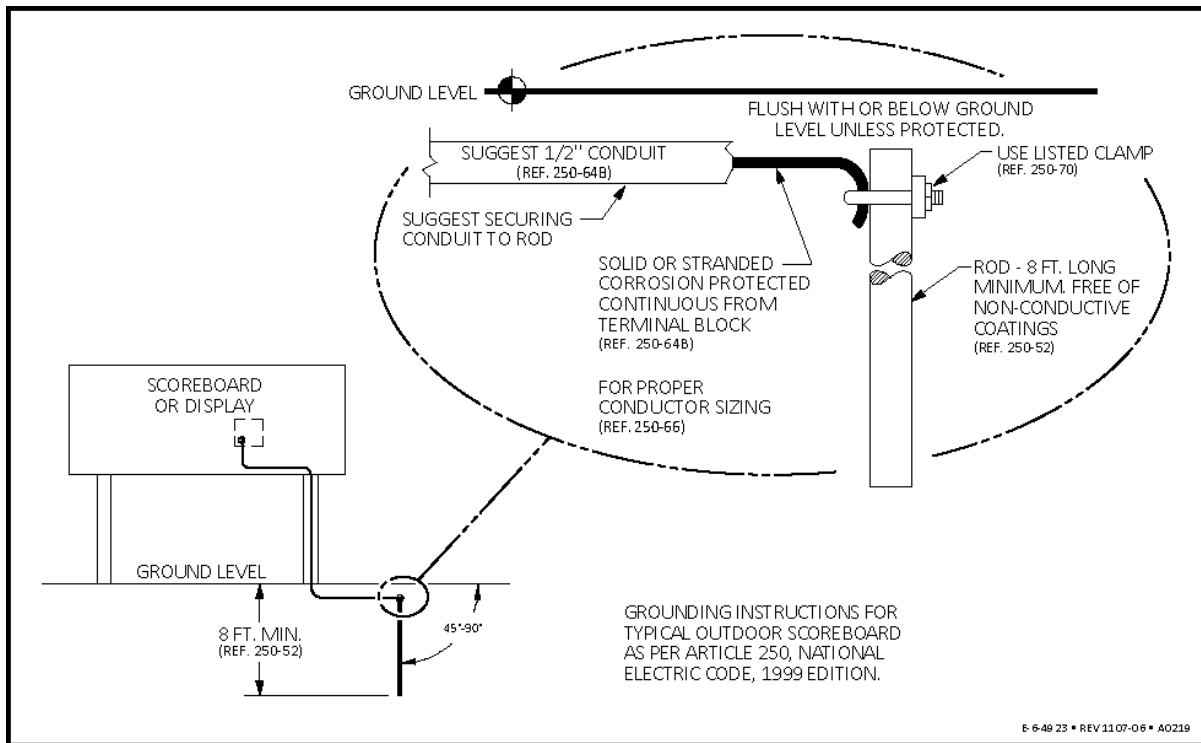 GROUND LEVEL
FLUSH WITH OR BELOW GROUND
LEVEL UNLESS PROTECTED.
SUGGEST 1/2" CONDUIT
(REF. 250-64B)
USE LISTED CLAMP
(REF. 250-70)
SUGGEST SECURING
CONDUIT TO ROD
SOLID OR STRANDED
CORROSION PROTECTED
CONTINUOUS FROM
TERMINAL BLOCK
(REF. 250-64B)
ROD - 8 FT. LONG
MINIMUM. FREE OF
NON-CONDUCTIVE
COATINGS
(REF. 250-52)
FOR PROPER
CONDUCTOR SIZING
(REF. 250-66)
SCOREBOARD
OR DISPLAY
GROUND LEVEL
8 FT. MIN.
(REF. 250-52)
45°-90°
GROUNDING INSTRUCTIONS FOR
TYPICAL OUTDOOR SCOREBOARD
AS PER ARTICLE 250, NATIONAL
ELECTRIC CODE, 1999 EDITION.
E-6-4923 • REV 1107-06 • A0219